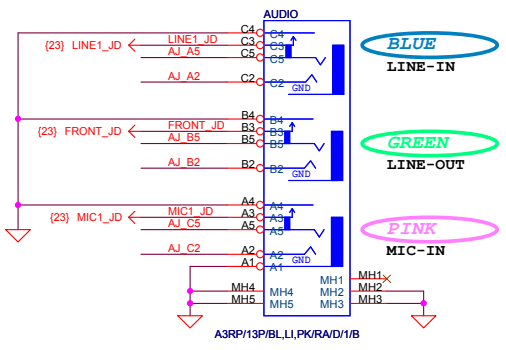 AUDIO
C4 C4
{23} LINE1_JD LINE1_JD C3 C3
AJ_A5 C5 C5
BLUE
LINE-IN
AJ_A2 C2 C2
GND
B4 B4
{23} FRONT_JD FRONT_JD B3 B3
AJ_B5 B5 B5
GREEN
LINE-OUT
AJ_B2 B2 B2
GND
A4 A4
{23} MIC1_JD MIC1_JD A3 A3
AJ_C5 A5 A5
PINK
MIC-IN
AJ_C2 A2 A2
GND
A1 A1
MH1 MH1
MH4 MH4 MH2 MH2
MH5 MH5 MH3 MH3
A3RP/13P/BL,LI,PK/RA/D/1/B